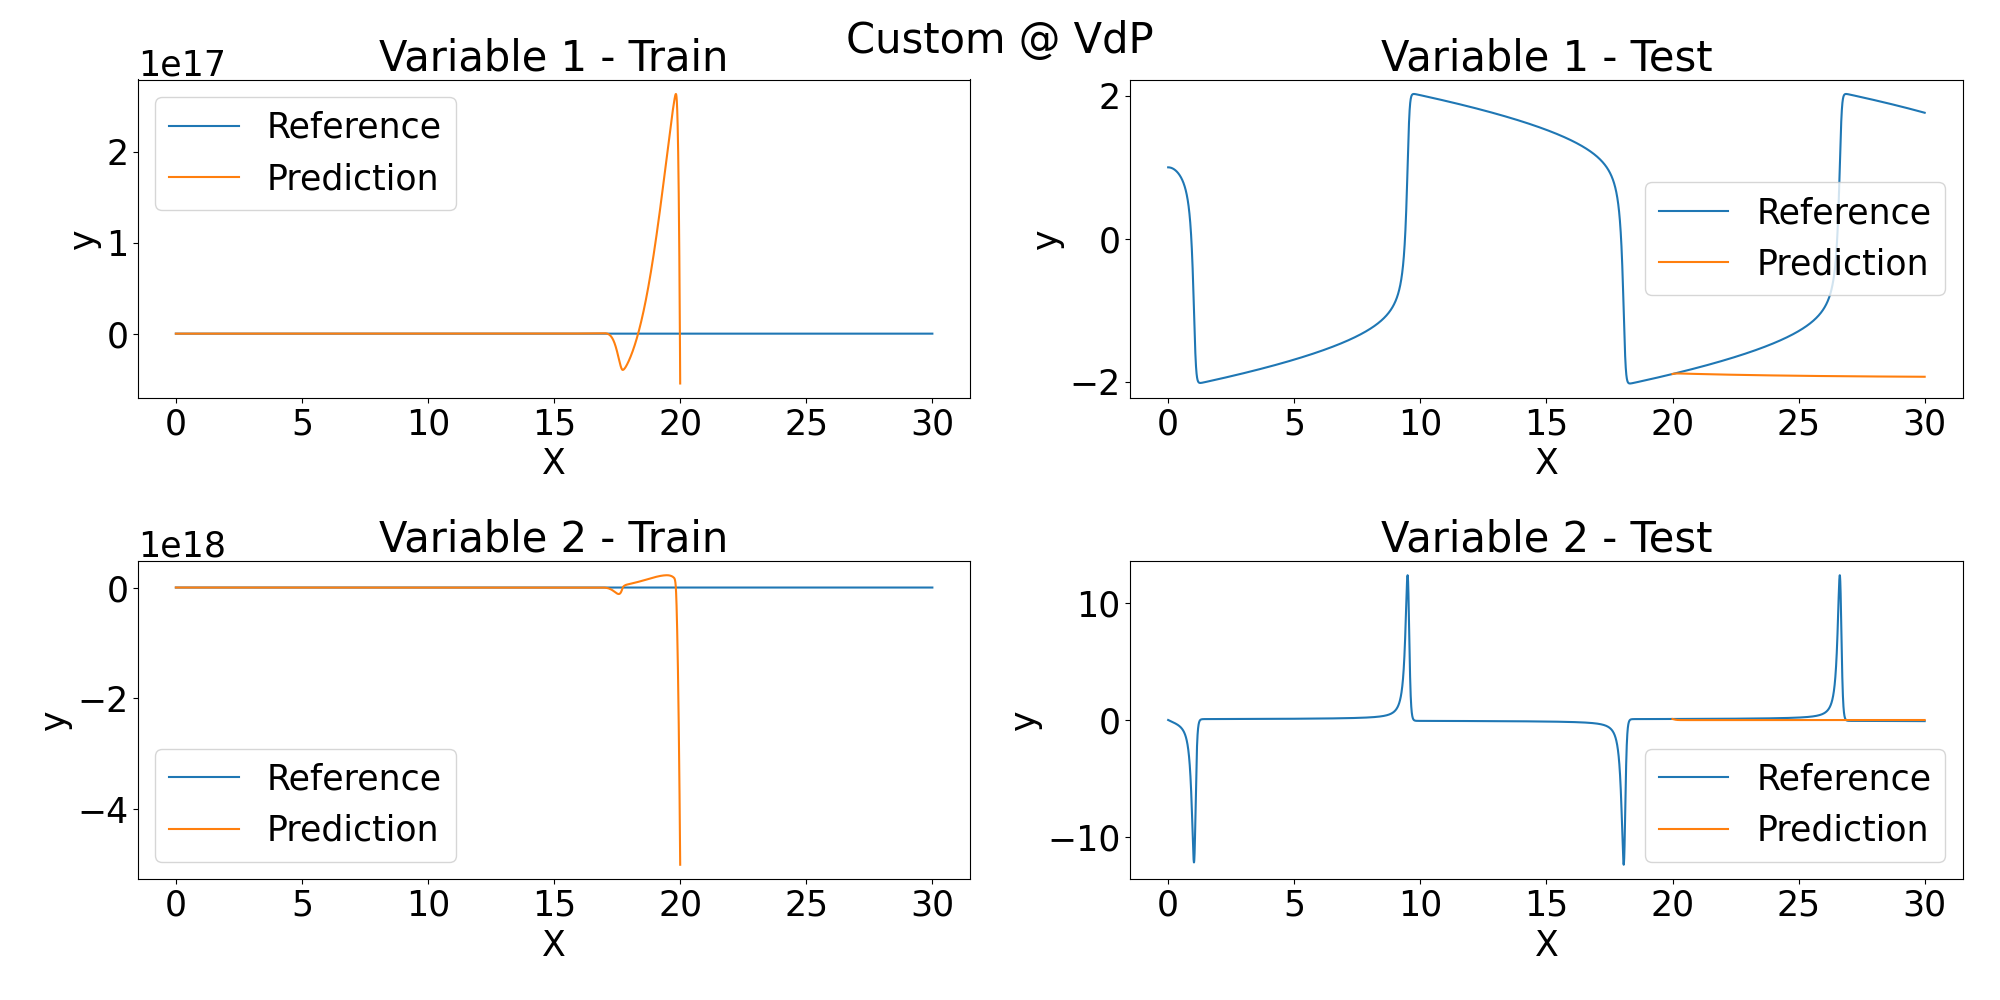 Custom @ VdP
Variable 1 - Train
1e17
2
1
0
y
Reference
Prediction
0 5 10 15 20 25 30
X
Variable 1 - Test
2
0
−2
y
Reference
Prediction
0 5 10 15 20 25 30
X
Variable 2 - Train
1e18
0
−2
−4
y
Reference
Prediction
0 5 10 15 20 25 30
X
Variable 2 - Test
10
0
−10
y
Reference
Prediction
0 5 10 15 20 25 30
X